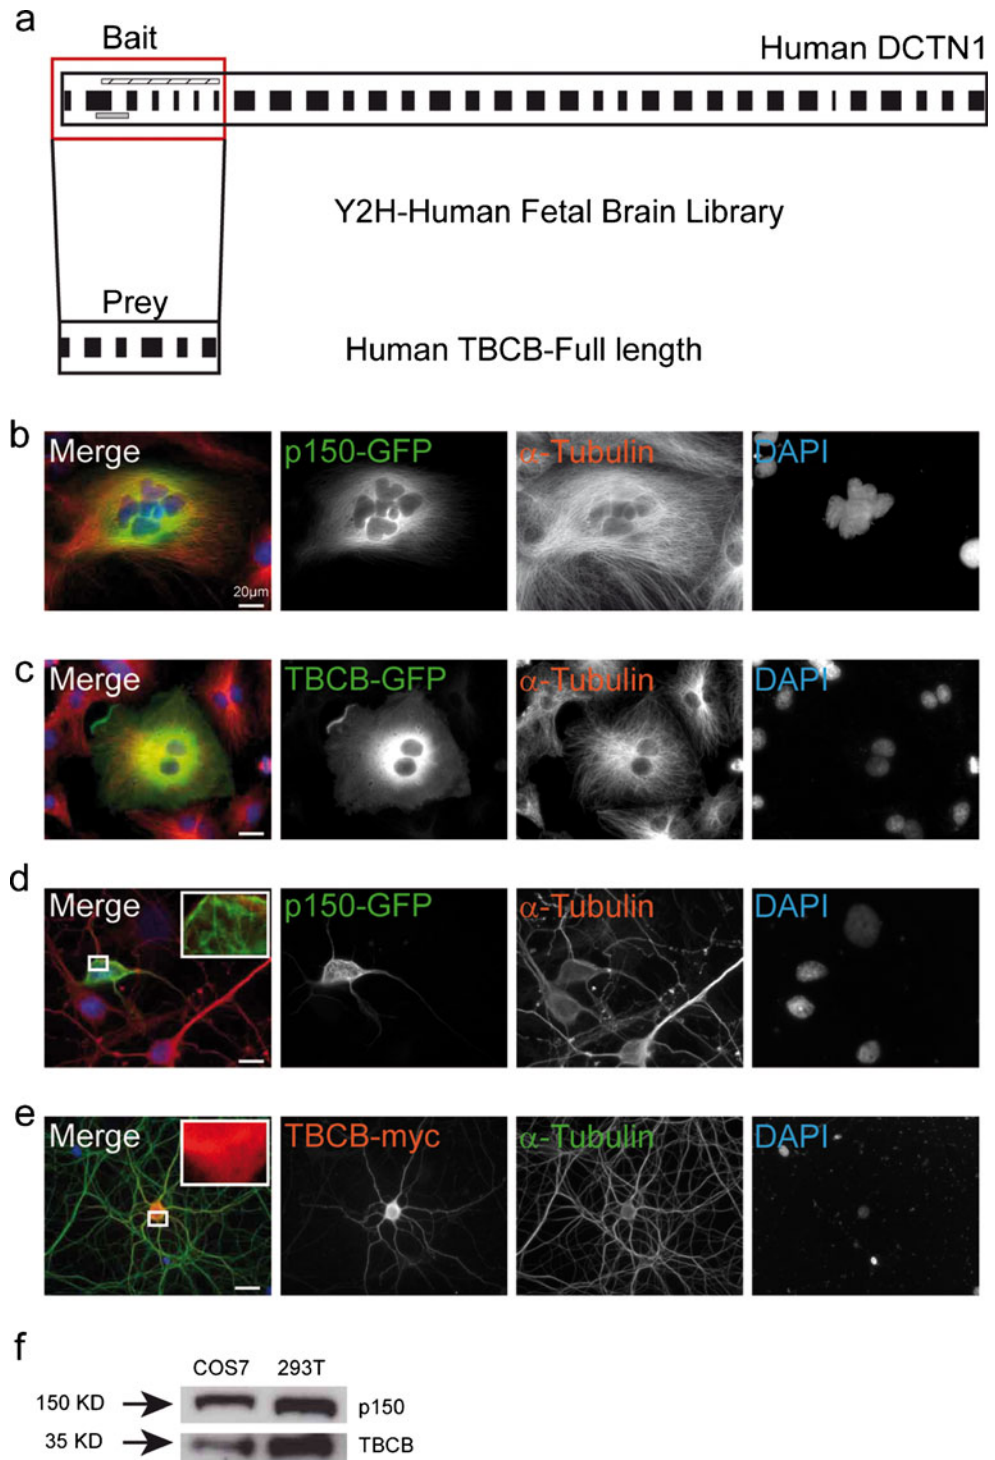 a
Bait
Human DCTN1
Y2H-Human Fetal Brain Library
Prey
Human TBCB-Full length
b
Merge
p150-GFP
α-Tubulin
DAPI
20µm
c
Merge
TBCB-GFP
α-Tubulin
DAPI
d
Merge
p150-GFP
α-Tubulin
DAPI
e
Merge
TBCB-myc
α-Tubulin
DAPI
f
COS7 293T
150 KD p150
35 KD TBCB